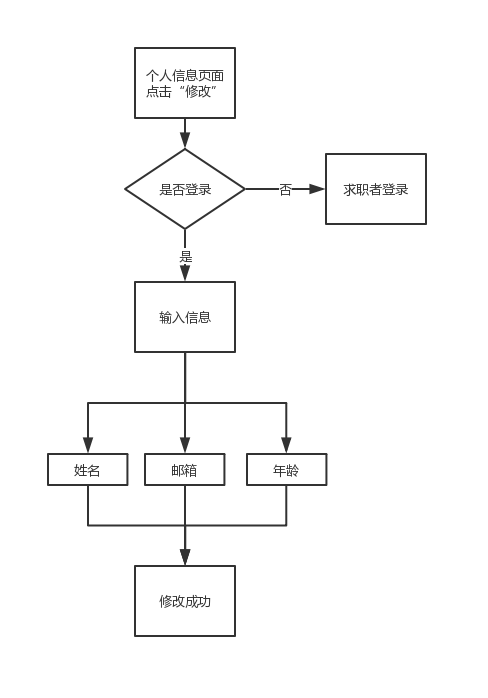 个人信息页面
点击“修改”
是否登录
否
求职者登录
是
输入信息
姓名
邮箱
年龄
修改成功